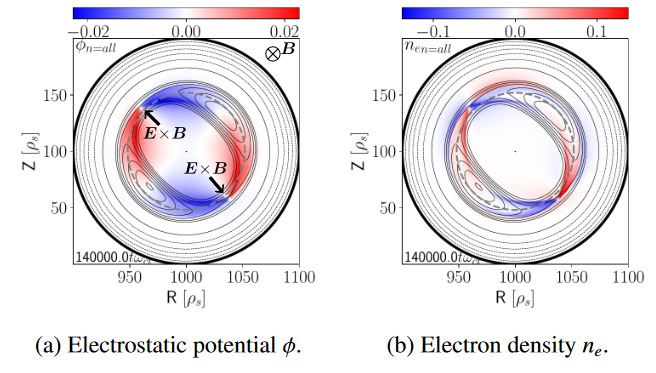 −0.02 0.00 0.02
ϕn=all
⊗B
E×B
E×B
150
100
50
Z [ρs]
140000.0
950 1000 1050 1100
R [ρs]
(a) Electrostatic potential ϕ.
−0.1 0.0 0.1
nen=all
150
100
50
Z [ρs]
140000.0
950 1000 1050 1100
R [ρs]
(b) Electron density ne.